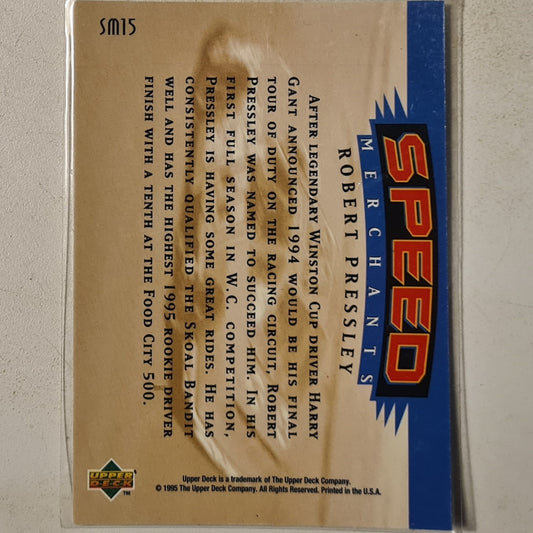 SM15
SPEED
MERCHANTS
ROBERT PRESSLEY
AFTER LEGENDARY WINSTON CUP DRIVER HARRY
GANT ANNOUNCED 1994 WOULD BE HIS FINAL
TOUR OF DUTY ON THE RACING CIRCUIT, ROBERT
PRESSLEY WAS NAMED TO SUCCEED HIM. IN HIS
FIRST FULL SEASON IN W.C. COMPETITION,
PRESSLEY IS HAVING SOME GREAT RIDES. HE HAS
CONSISTENTLY QUALIFIED THE SKOAL BANDIT
WELL AND HAS THE HIGHEST 1995 ROOKIE DRIVER
FINISH WITH A TENTH AT THE FOOD CITY 500.
Upper Deck is a trademark of The Upper Deck Company.
© 1995 The Upper Deck Company. All Rights Reserved. Printed in the U.S.A.
UPPER
DECK
TM